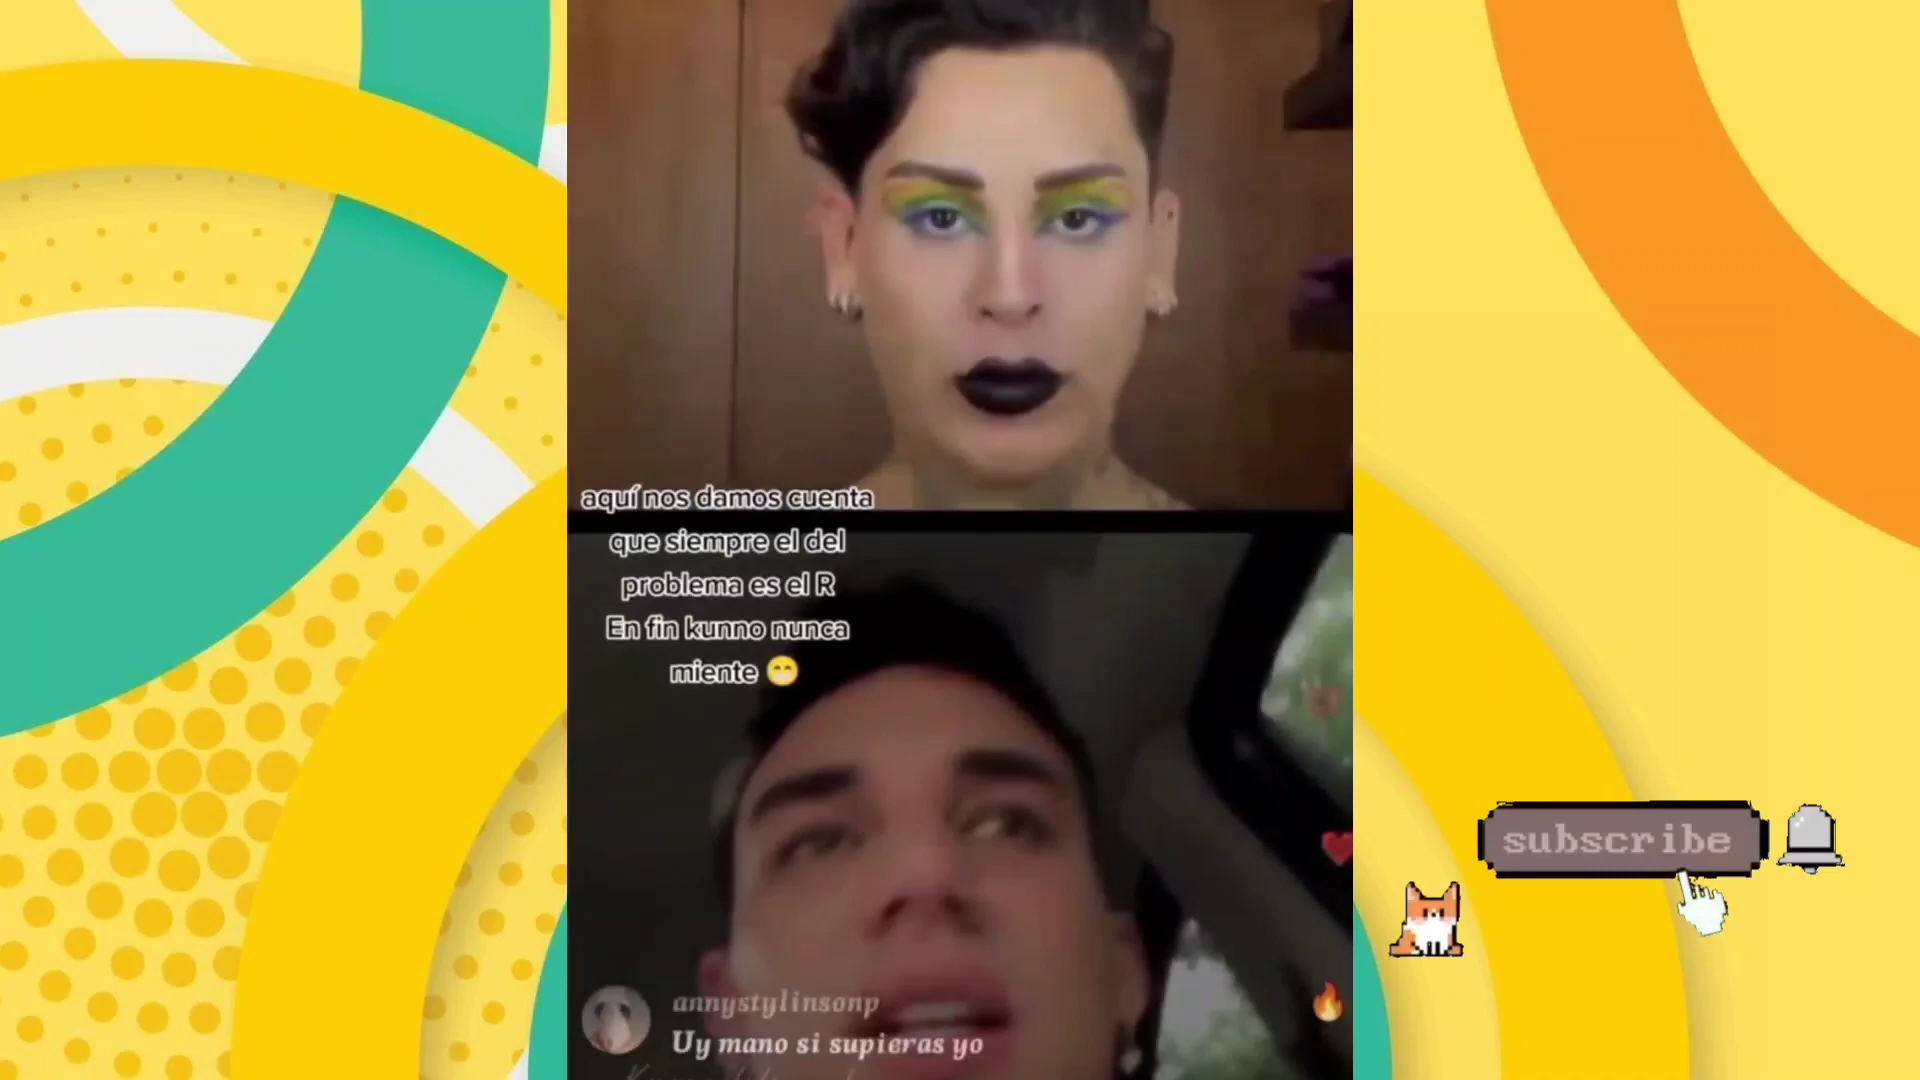 aquí nos damos cuenta
que siempre el del
problema es el R
En fin kunno nunca
miente 😁
subscribe
annystylinsonp
Uy mano si supieras yo